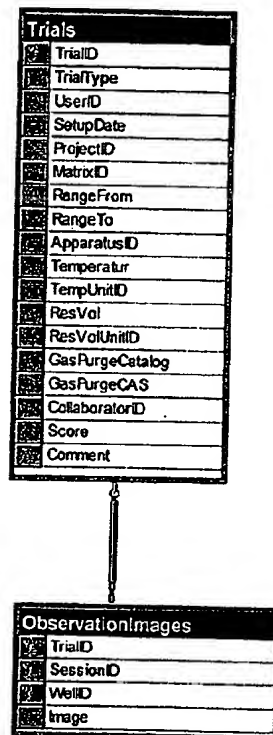 Trials
TrialID
TrialType
UserID
SetupDate
ProjectID
MatrixID
RangeFrom
RangeTo
ApparatusID
Temperatur
TempUnitID
ResVol
ResVolUnitID
GasPurgeCatalog
GasPurgeCAS
CollaboratorID
Score
Comment
ObservationImages
TrialID
SessionID
WellID
Image